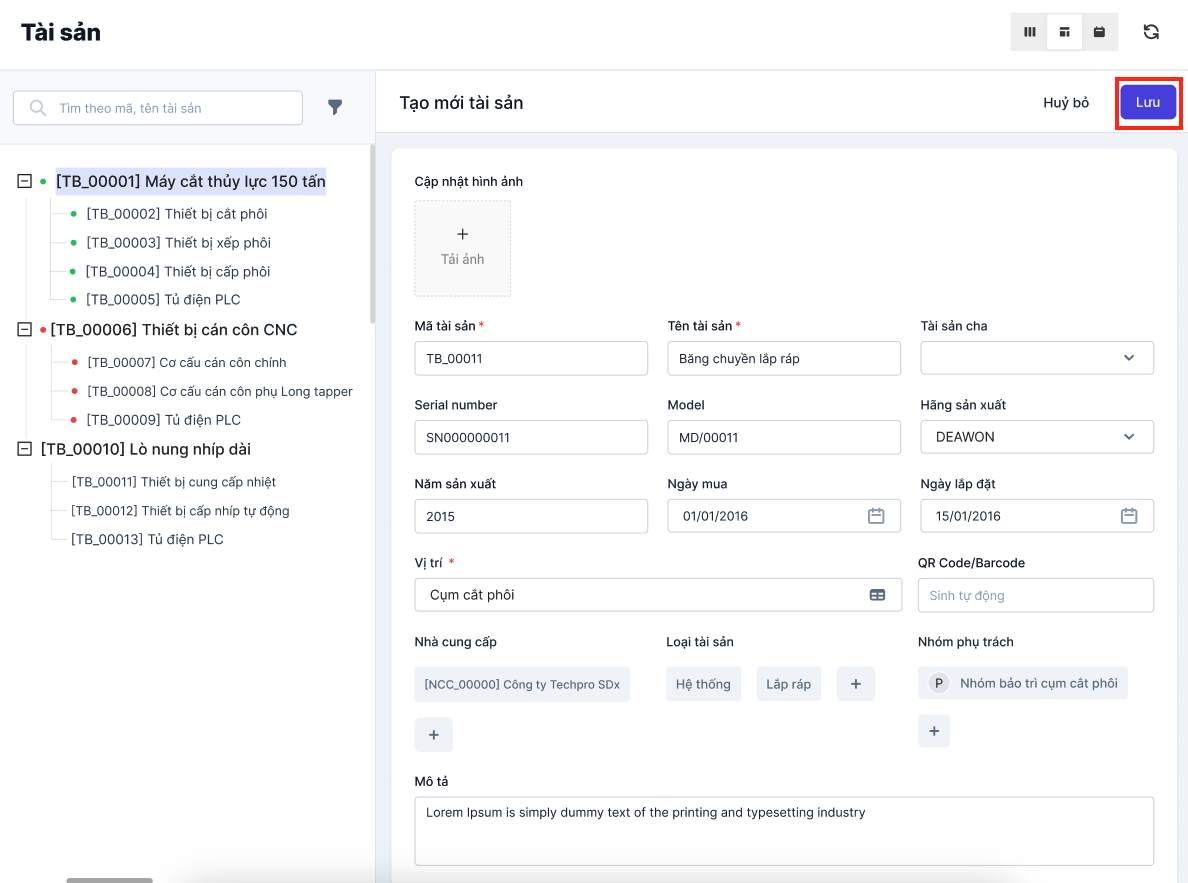 Tài sản
Tìm theo mã, tên tài sản
[TB_00001] Máy cắt thủy lực 150 tấn
[TB_00002] Thiết bị cắt phôi
[TB_00003] Thiết bị xếp phôi
[TB_00004] Thiết bị cấp phôi
[TB_00005] Tủ điện PLC
[TB_00006] Thiết bị cán côn CNC
[TB_00007] Cơ cấu cán côn chính
[TB_00008] Cơ cấu cán côn phụ Long tapper
[TB_00009] Tủ điện PLC
[TB_00010] Lò nung nhíp dài
[TB_00011] Thiết bị cung cấp nhiệt
[TB_00012] Thiết bị cấp nhíp tự động
[TB_00013] Tủ điện PLC
Tạo mới tài sản
Huỷ bỏ
Lưu
Cập nhật hình ảnh
+
Tải ảnh
Mã tài sản *
TB_00011
Tên tài sản *
Băng chuyền lắp ráp
Tài sản cha
Serial number
SN000000011
Model
MD/00011
Hãng sản xuất
DEAWON
Năm sản xuất
2015
Ngày mua
01/01/2016
Ngày lắp đặt
15/01/2016
Vị trí *
Cụm cắt phôi
QR Code/Barcode
Sinh tự động
Nhà cung cấp
[NCC_00000] Công ty Techpro SDx
+
Loại tài sản
Hệ thống
Lắp ráp
+
Nhóm phụ trách
P Nhóm bảo trì cụm cắt phôi
+
Mô tả
Lorem Ipsum is simply dummy text of the printing and typesetting industry